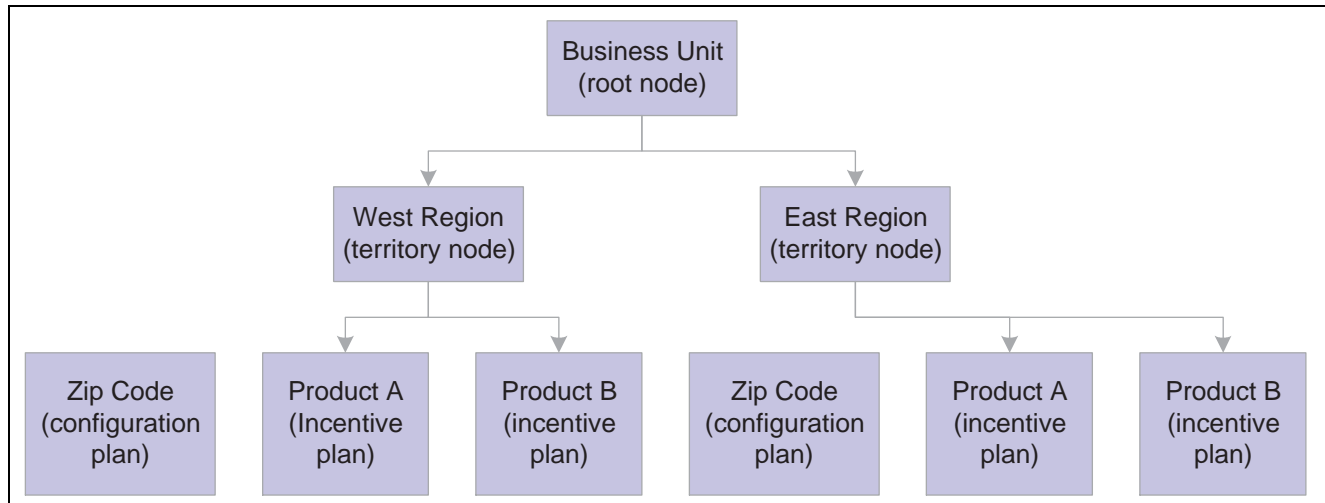 Business Unit
(root node)
West Region
(territory node)
East Region
(territory node)
Zip Code
(configuration
plan)
Product A
(Incentive
plan)
Product B
(incentive
plan)
Zip Code
(configuration
plan)
Product A
(incentive
plan)
Product B
(incentive
plan)